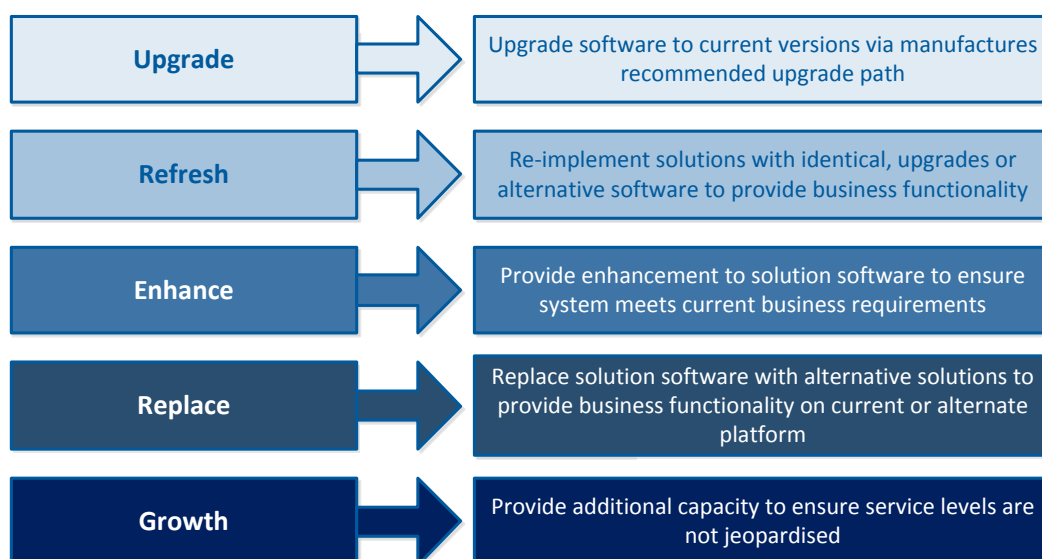 Upgrade
Upgrade software to current versions via manufactures
recommended upgrade path
Refresh
Re-implement solutions with identical, upgrades or
alternative software to provide business functionality
Enhance
Provide enhancement to solution software to ensure
system meets current business requirements
Replace
Replace solution software with alternative solutions to
provide business functionality on current or alternate
platform
Growth
Provide additional capacity to ensure service levels are
not jeopardised